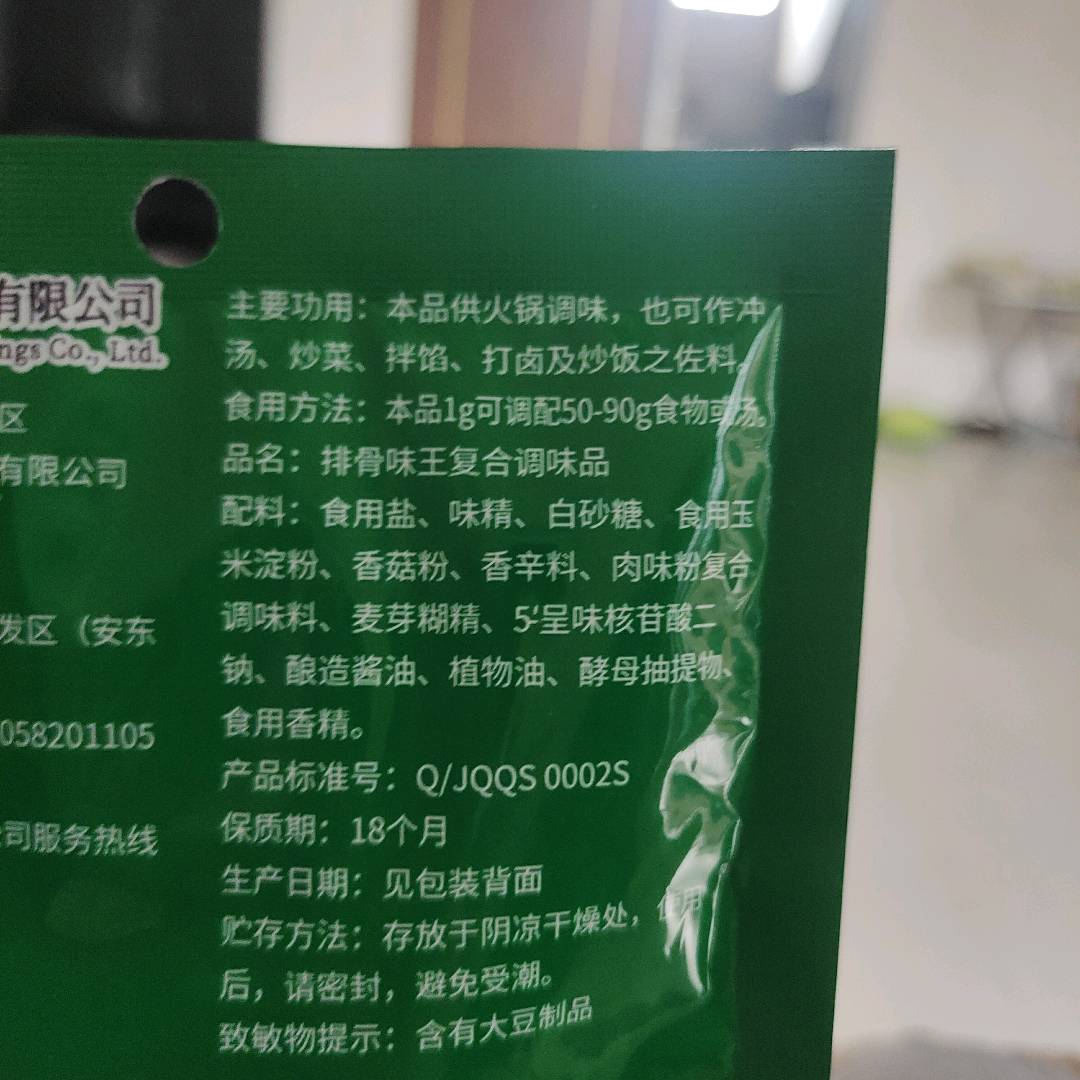 有限公司
ngs Co., Ltd.
区
有限公司
发区（安东
058201105
司服务热线
主要功用：本品供火锅调味，也可作冲
汤、炒菜、拌馅、打卤及炒饭之佐料。
食用方法：本品1g可调配50-90g食物或汤。
品名：排骨味王复合调味品
配料：食用盐、味精、白砂糖、食用玉
米淀粉、香菇粉、香辛料、肉味粉复合
调味料、麦芽糊精、5'呈味核苷酸二
钠、酿造酱油、植物油、酵母抽提物、
食用香精。
产品标准号：Q/JQQS 0002S
保质期：18个月
生产日期：见包装背面
贮存方法：存放于阴凉干燥处，使用
后，请密封，避免受潮。
致敏物提示：含有大豆制品